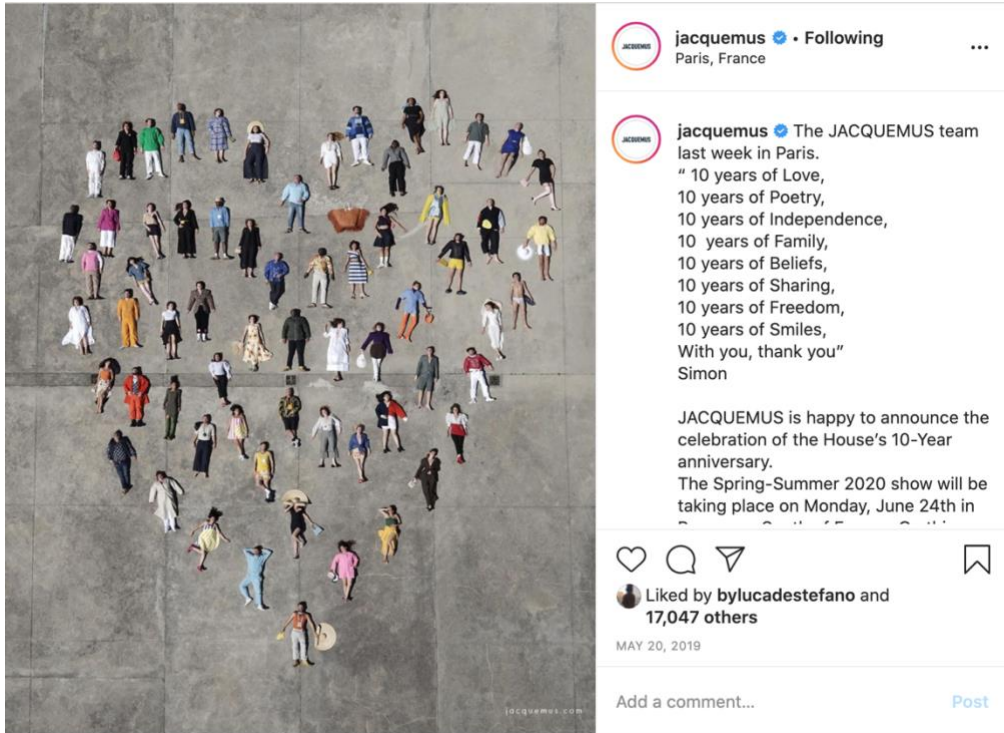 jacquemus • Following
Paris, France
JACQUEMUS
JACQUEMUS
jacquemus The JACQUEMUS team
last week in Paris.
“ 10 years of Love,
10 years of Poetry,
10 years of Independence,
10  years of Family,
10 years of Beliefs,
10 years of Sharing,
10 years of Freedom,
10 years of Smiles,
With you, thank you”
Simon
JACQUEMUS is happy to announce the
celebration of the House’s 10-Year
anniversary.
The Spring-Summer 2020 show will be
taking place on Monday, June 24th in
Liked by bylucadestefano and
17,047 others
MAY 20, 2019
Add a comment... Post
jacquemus.com